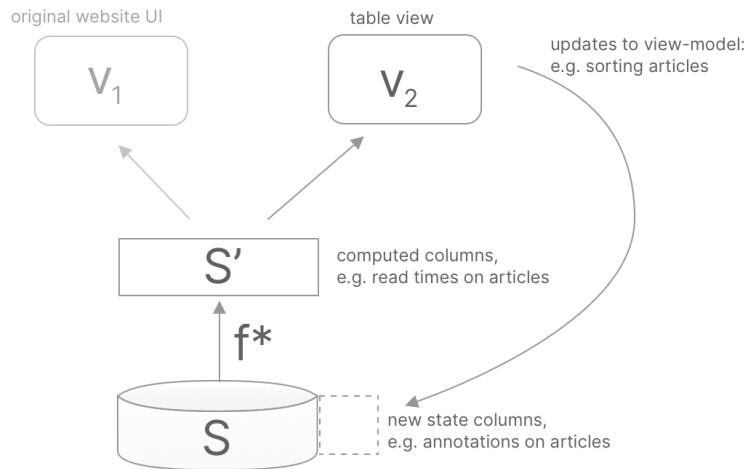 original website UI
table view
V₁
V₂
updates to view-model:
e.g. sorting articles
S’
computed columns,
e.g. read times on articles
f*
S
new state columns,
e.g. annotations on articles